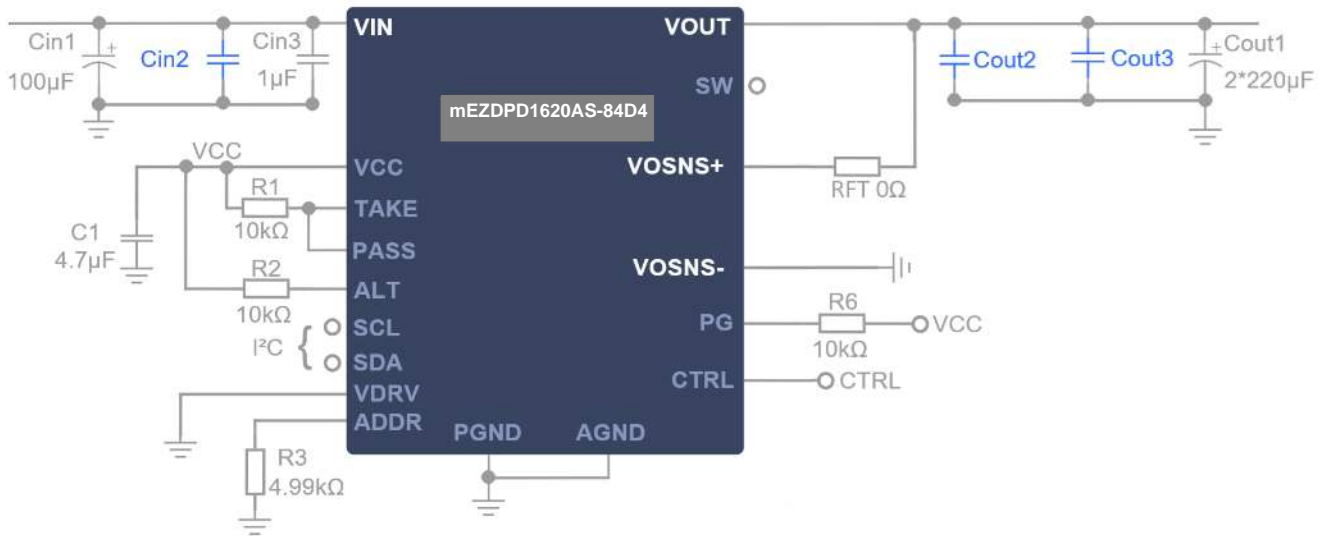 VIN
VOUT
Cin1
+
Cin2
Cin3
100µF
1µF
Cout2
Cout3
+
Cout1
2*220µF
SW
mEZDPD1620AS-84D4
VCC
VCC
VOSNS+
RFT 0Ω
R1
TAKE
10kΩ
C1
4.7µF
PASS
R2
ALT
10kΩ
VOSNS-
SCL
I²C
{
SDA
R6
PG
VCC
10kΩ
VDRV
CTRL
CTRL
ADDR
PGND
AGND
R3
4.99kΩ